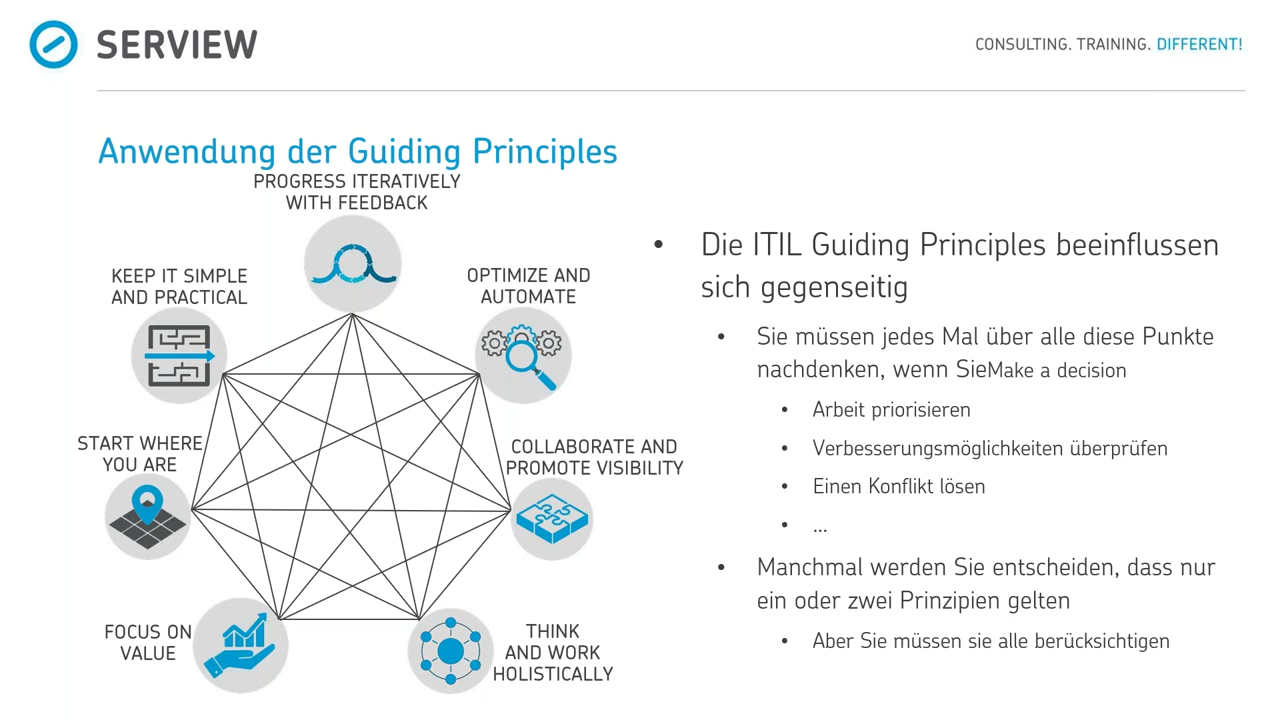 SERVIEW
CONSULTING. TRAINING. DIFFERENT!
Anwendung der Guiding Principles
PROGRESS ITERATIVELY
WITH FEEDBACK
KEEP IT SIMPLE
AND PRACTICAL
OPTIMIZE AND
AUTOMATE
START WHERE
YOU ARE
COLLABORATE AND
PROMOTE VISIBILITY
FOCUS ON
VALUE
THINK
AND WORK
HOLISTICALLY
• Die ITIL Guiding Principles beeinflussen
sich gegenseitig
• Sie müssen jedes Mal über alle diese Punkte
nachdenken, wenn SieMake a decision
• Arbeit priorisieren
• Verbesserungsmöglichkeiten überprüfen
• Einen Konflikt lösen
• ...
• Manchmal werden Sie entscheiden, dass nur
ein oder zwei Prinzipien gelten
• Aber Sie müssen sie alle berücksichtigen